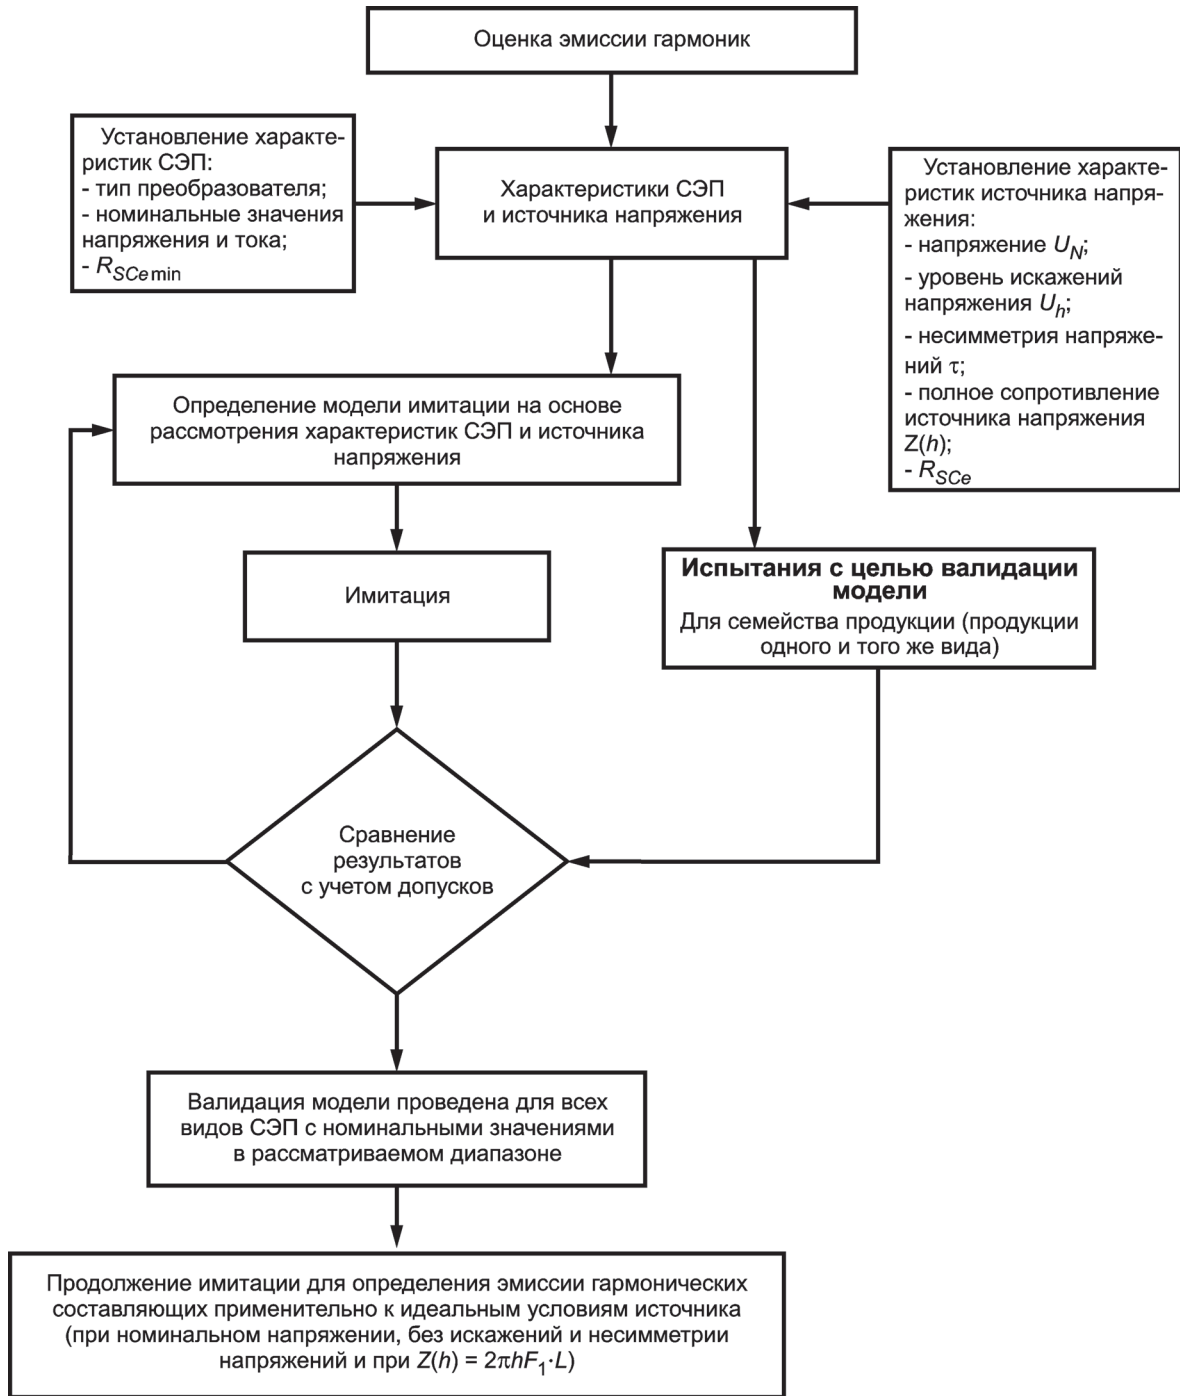 Оценка эмиссии гармоник
Установление характе-
ристик СЭП:
- тип преобразователя;
- номинальные значения
напряжения и тока;
- R_SCe min
Характеристики СЭП
и источника напряжения
Установление характе-
ристик источника напря-
жения:
- напряжение U_N;
- уровень искажений
напряжения U_h;
- несимметрия напряже-
ний τ;
- полное сопротивление
источника напряжения
Z(h);
- R_SCe
Определение модели имитации на основе
рассмотрения характеристик СЭП и источника
напряжения
Имитация
Испытания с целью валидации
модели
Для семейства продукции (продукции
одного и того же вида)
Сравнение
результатов
с учетом допусков
Валидация модели проведена для всех
видов СЭП с номинальными значениями
в рассматриваемом диапазоне
Продолжение имитации для определения эмиссии гармонических
составляющих применительно к идеальным условиям источника
(при номинальном напряжении, без искажений и несимметрии
напряжений и при Z(h) = 2πhF₁·L)